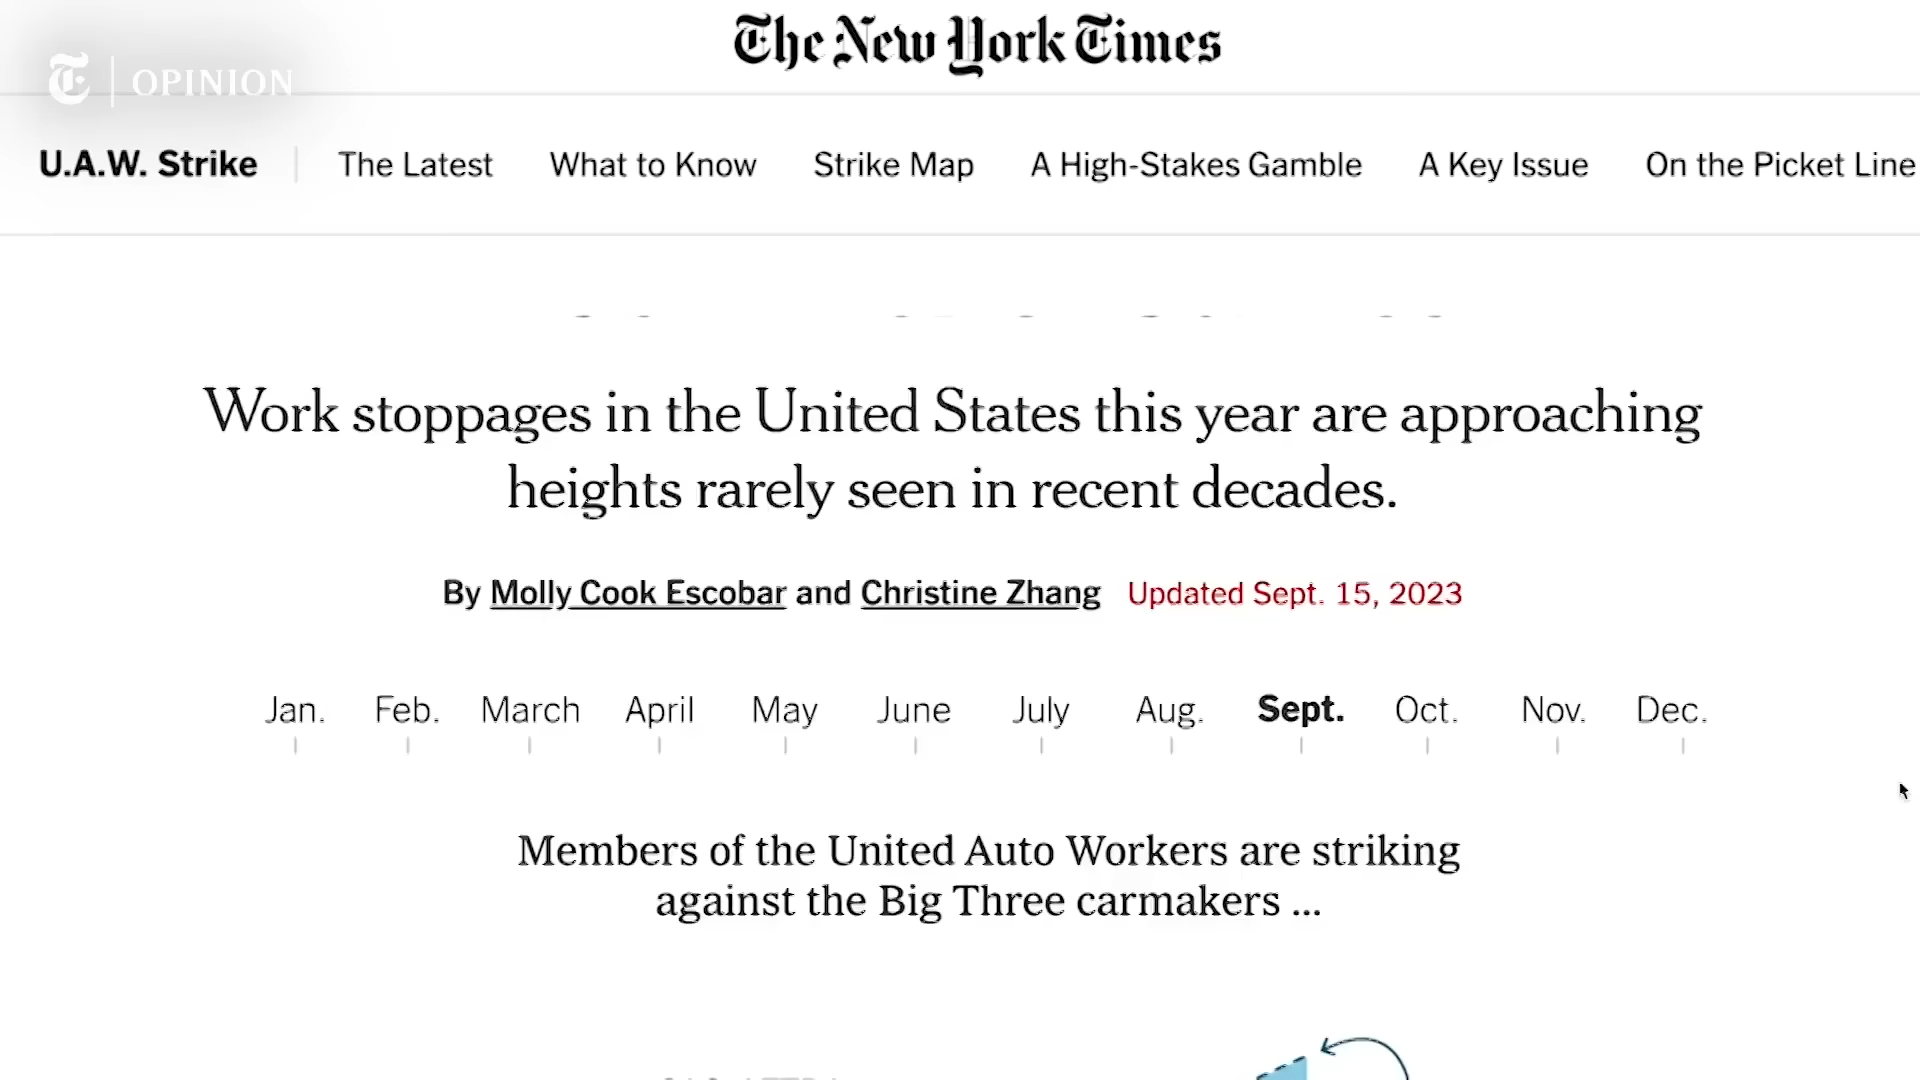 The New York Times
T | OPINION
U.A.W. Strike | The Latest What to Know Strike Map A High-Stakes Gamble A Key Issue On the Picket Line
Work stoppages in the United States this year are approaching
heights rarely seen in recent decades.
By Molly Cook Escobar and Christine Zhang Updated Sept. 15, 2023
Jan. Feb. March April May June July Aug. Sept. Oct. Nov. Dec.
Members of the United Auto Workers are striking
against the Big Three carmakers ...